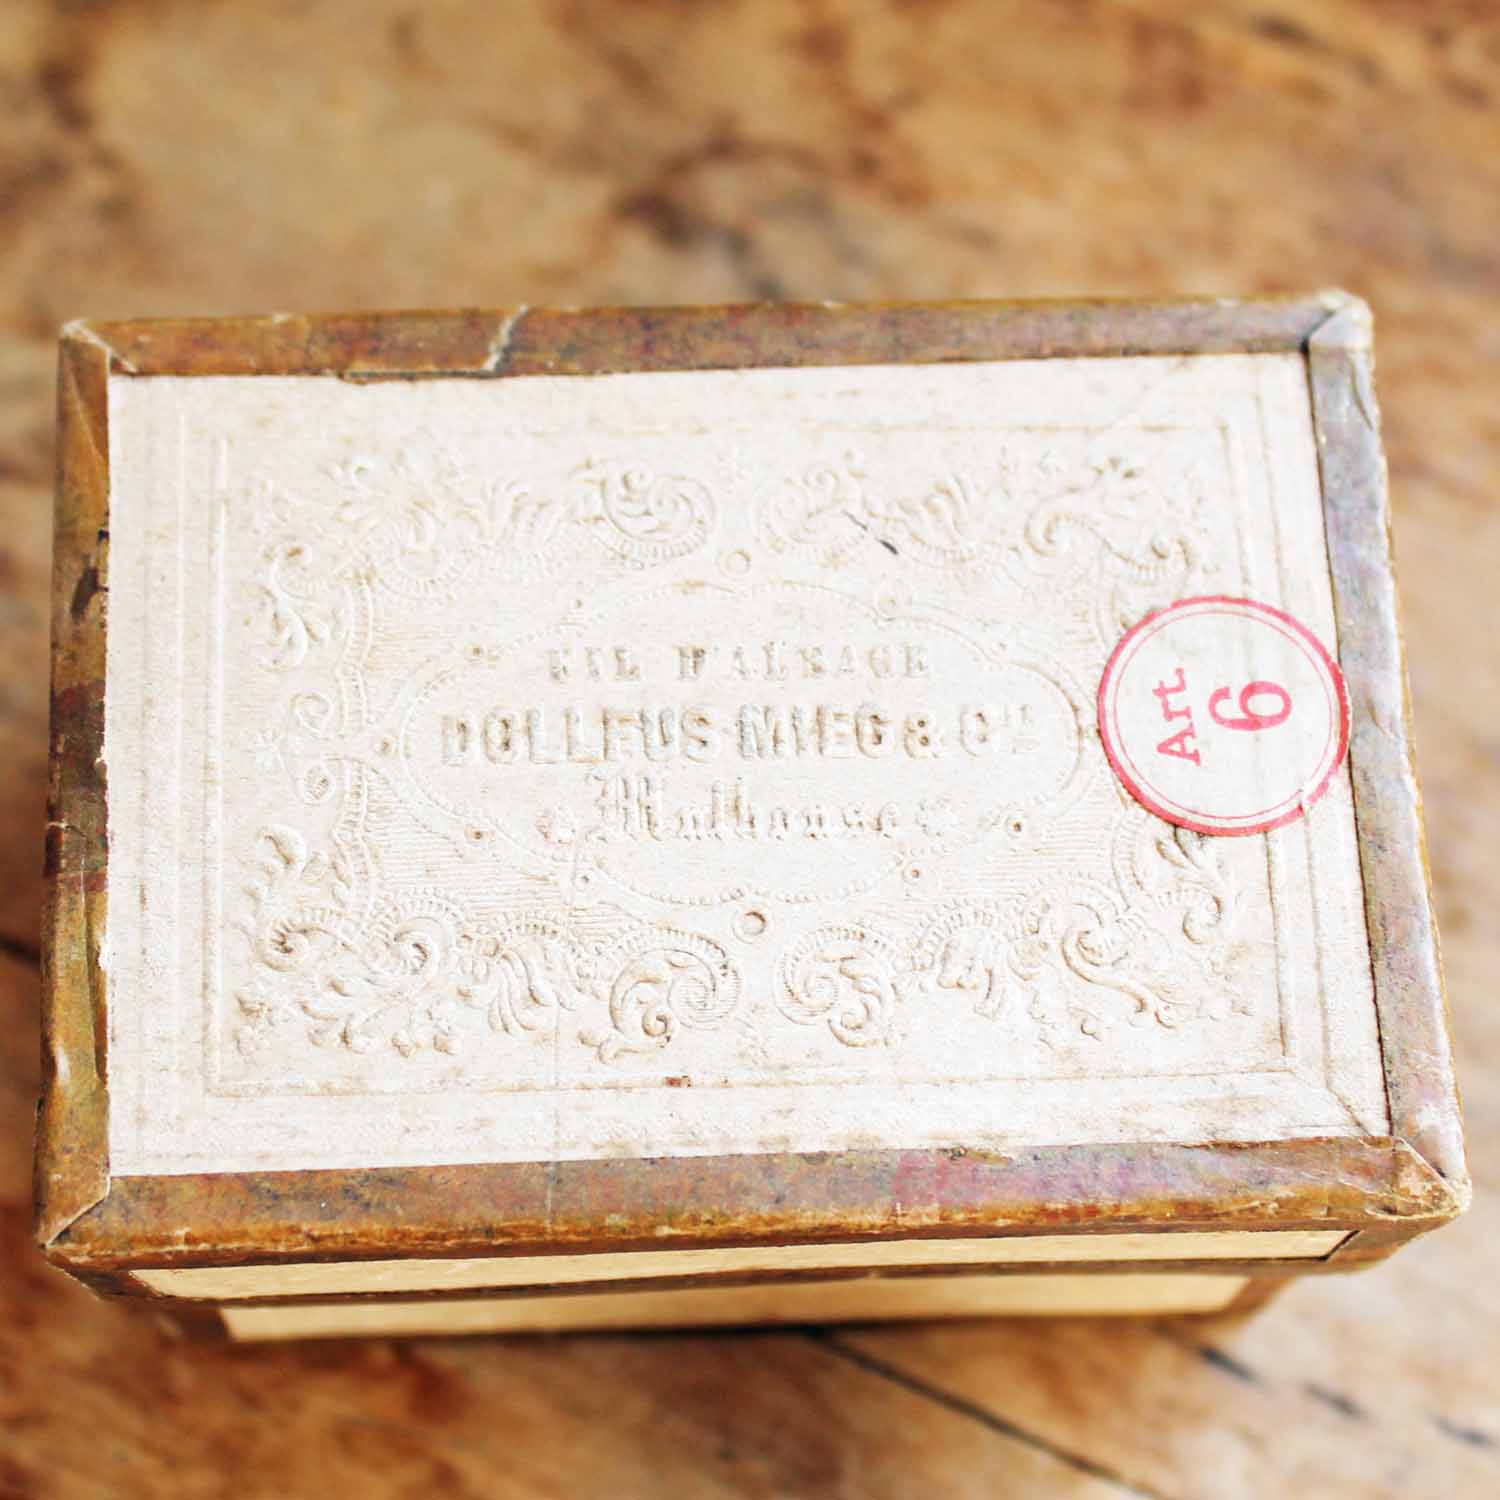 FIL D'ALSACE
DOLLFUS-MIEG & Cie
Mulhouse
Art.
6